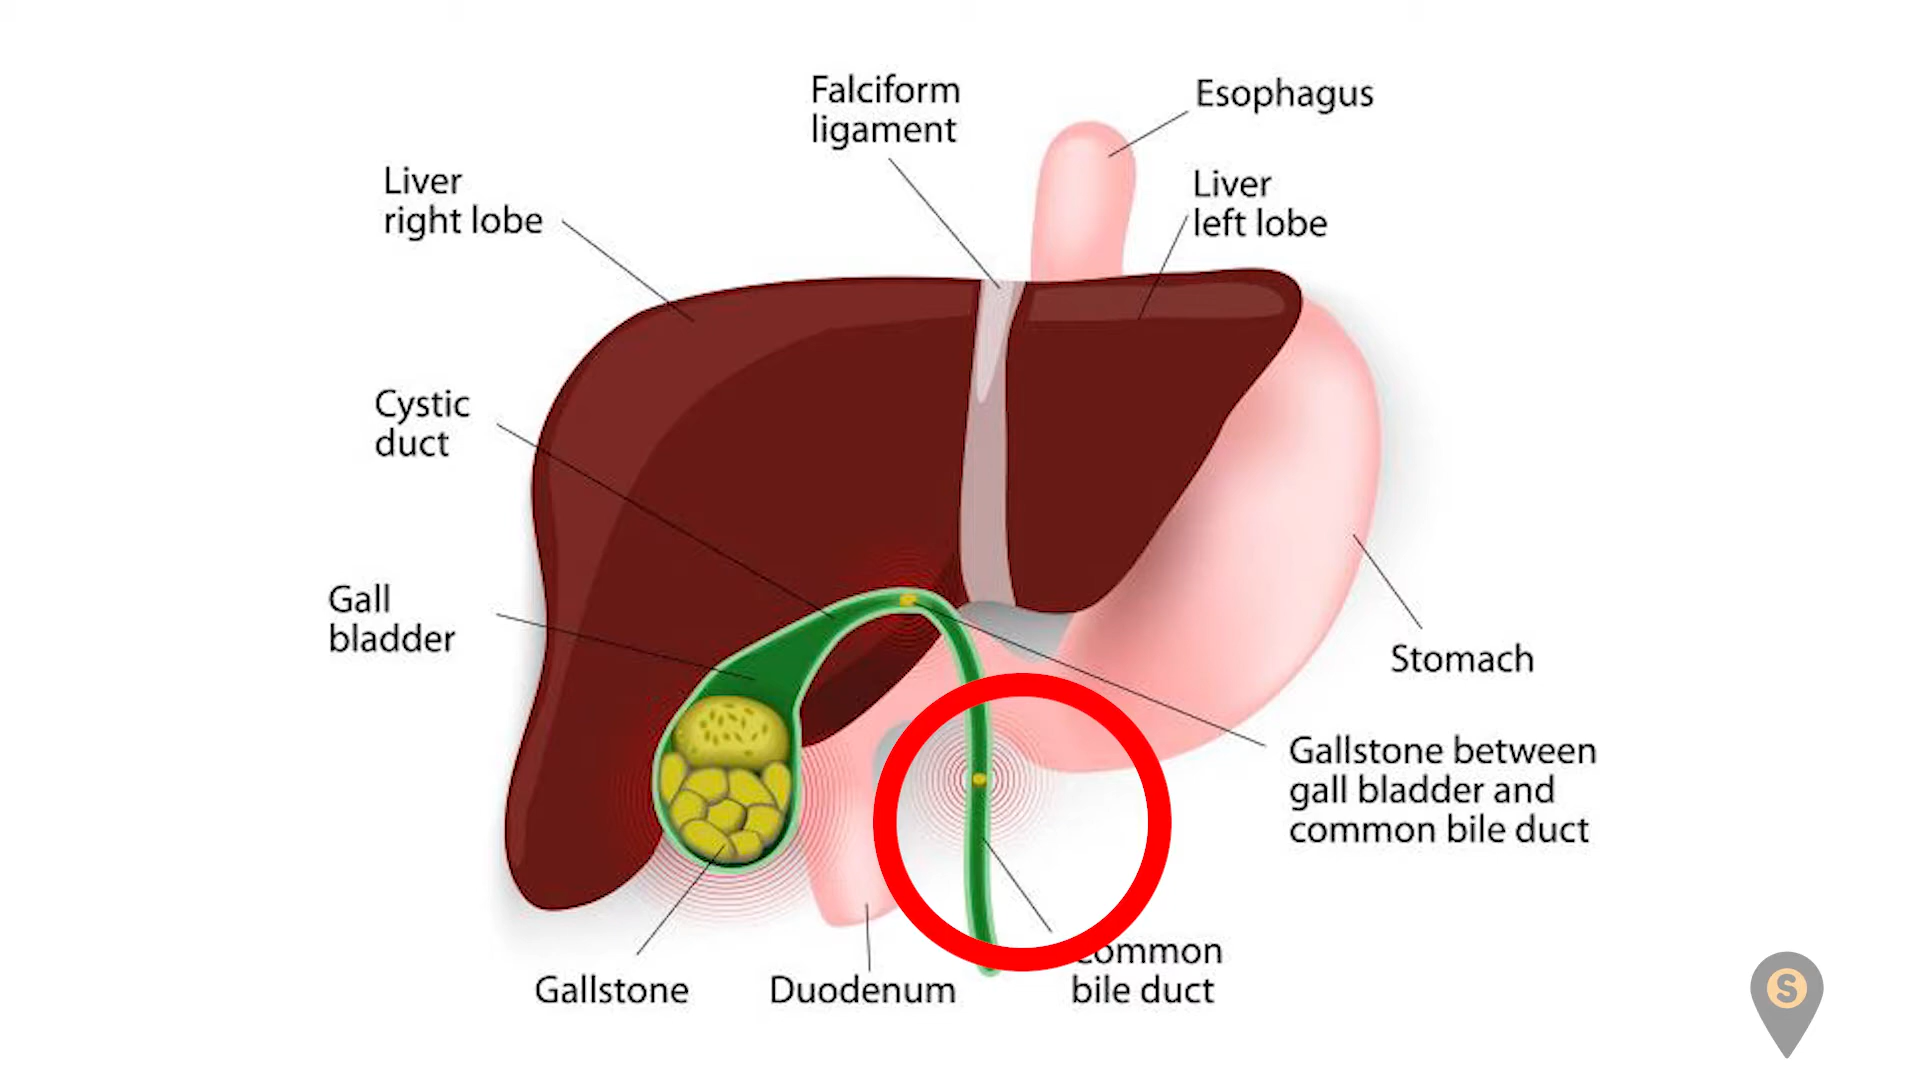 Falciform
ligament
Esophagus
Liver
right lobe
Liver
left lobe
Cystic
duct
Gall
bladder
Stomach
Gallstone between
gall bladder and
common bile duct
Gallstone
Duodenum
Common
bile duct
S